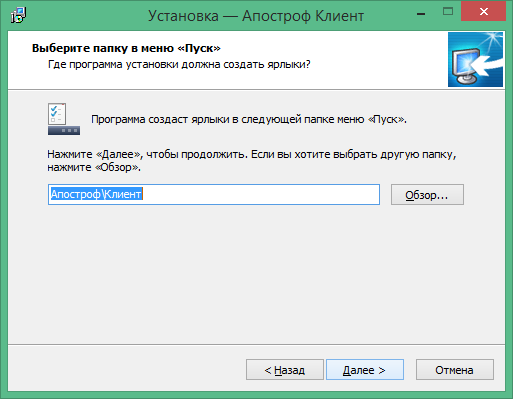 Установка — Апостроф Клиент
Выберите папку в меню «Пуск»
Где программа установки должна создать ярлыки?
Программа создаст ярлыки в следующей папке меню «Пуск».
Нажмите «Далее», чтобы продолжить. Если вы хотите выбрать другую папку,
нажмите «Обзор».
Апостроф\Клиент
Обзор...
< Назад
Далее >
Отмена